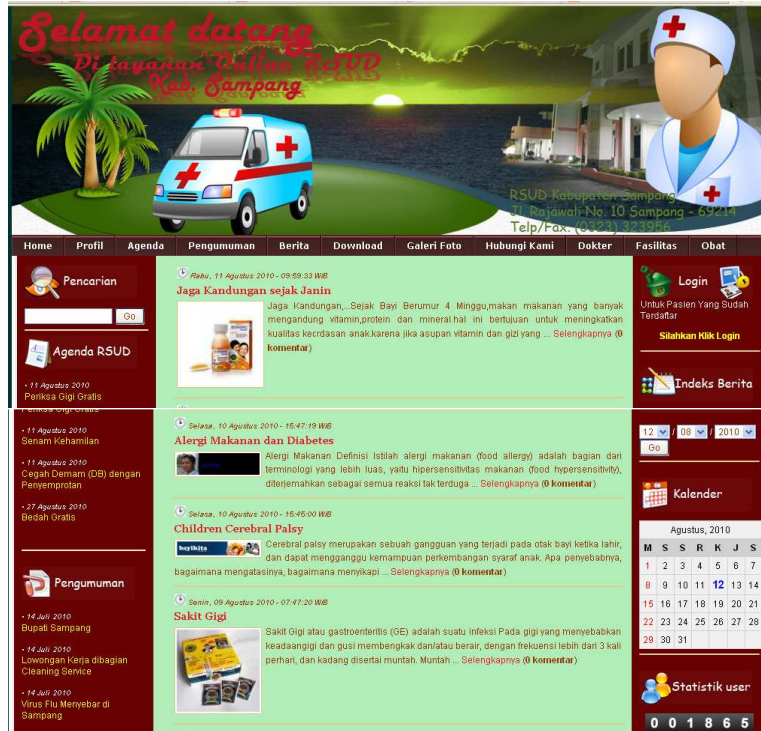 Selamat datang
Di layanan Online RSUD
Kab. Sampang
RSUD Kabupaten Sampang
Jl. Rajawali No. 10 Sampang - 69214
Telp/Fax. (0323) 323956
Home Profil Agenda Pengumuman Berita Download Galeri Foto Hubungi Kami Dokter Fasilitas Obat
Pencarian
Go
Agenda RSUD
• 11 Agustus 2010
Periksa Gigi Gratis
Periksa Gigi Gratis
• 11 Agustus 2010
Senam Kehamilan
• 11 Agustus 2010
Cegah Demam (DB) dengan
Penyemprotan
• 27 Agustus 2010
Bedah Gratis
Pengumuman
• 14 Juli 2010
Bupati Sampang
• 14 Juli 2010
Lowongan Kerja dibagian
Cleaning Service
• 14 Juli 2010
Virus Flu Menyebar di
Sampang
Rabu, 11 Agustus 2010 - 09:59:33 WIB
Jaga Kandungan sejak Janin
Jaga Kandungan,...Sejak Bayi Berumur 4 Minggu,makan makanan yang banyak
mengandung vitamin,protein dan mineral.hal ini bertujuan untuk meningkatkan
kualitas kecrdasan anak.karena jika asupan vitamin dan gizi yang ... Selengkapnya (0
komentar)
Selasa, 10 Agustus 2010 - 15:47:19 WIB
Alergi Makanan dan Diabetes
Alergi Makanan Definisi Istilah alergi makanan (food allergy) adalah bagian dari
terminologi yang lebih luas, yaitu hipersensitivitas makanan (food hypersensitivity),
diterjemahkan sebagai semua reaksi tak terduga ... Selengkapnya (0 komentar)
Selasa, 10 Agustus 2010 - 15:45:00 WIB
Children Cerebral Palsy
bayikita
Cerebral palsy merupakan sebuah gangguan yang terjadi pada otak bayi ketika lahir,
dan dapat mengganggu kemampuan perkembangan syaraf anak. Apa penyebabnya,
bagaimana mengatasinya, bagaimana menyikapi ... Selengkapnya (0 komentar)
Senin, 09 Agustus 2010 - 07:47:20 WIB
Sakit Gigi
Sakit Gigi atau gastroenteritis (GE) adalah suatu infeksi Pada gigi yang menyebabkan
keadaangigi dan gusi membengkak dan/atau berair, dengan frekuensi lebih dari 3 kali
perhari, dan kadang disertai muntah. Muntah ... Selengkapnya (0 komentar)
Login
Untuk Pasien Yang Sudah
Terdaftar
Silahkan Klik Login
Indeks Berita
12 / 08 / 2010
Go
Kalender
Agustus, 2010
M S S R K J S
1 2 3 4 5 6 7
8 9 10 11 12 13 14
15 16 17 18 19 20 21
22 23 24 25 26 27 28
29 30 31
Statistik user
001865